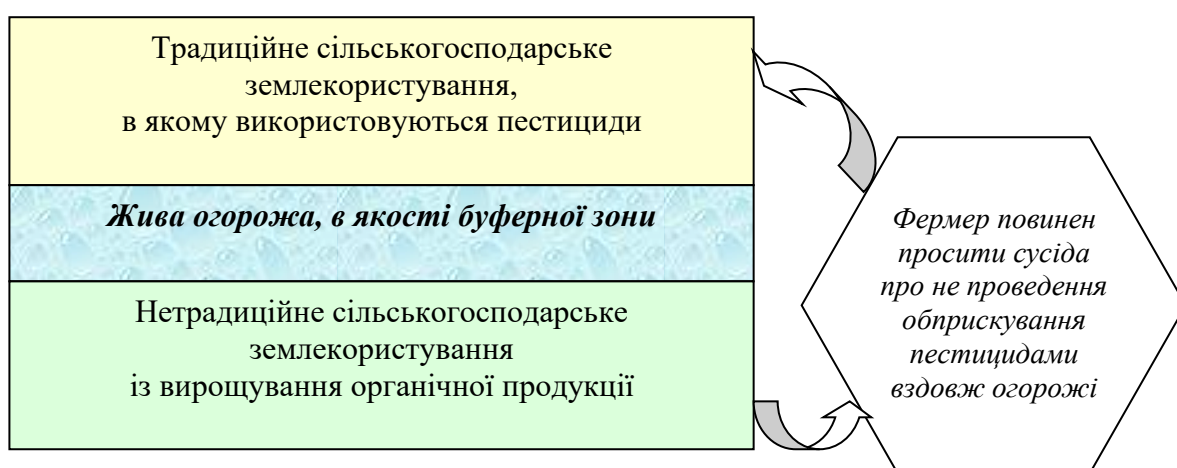 Традиційне сільськогосподарське
землекористування,
в якому використовуються пестициди
Жива огорожа, в якості буферної зони
Нетрадиційне сільськогосподарське
землекористування
із вирощування органічної продукції
Фермер повинен
просити сусіда
про не проведення
обприскування
пестицидами
вздовж огорожі